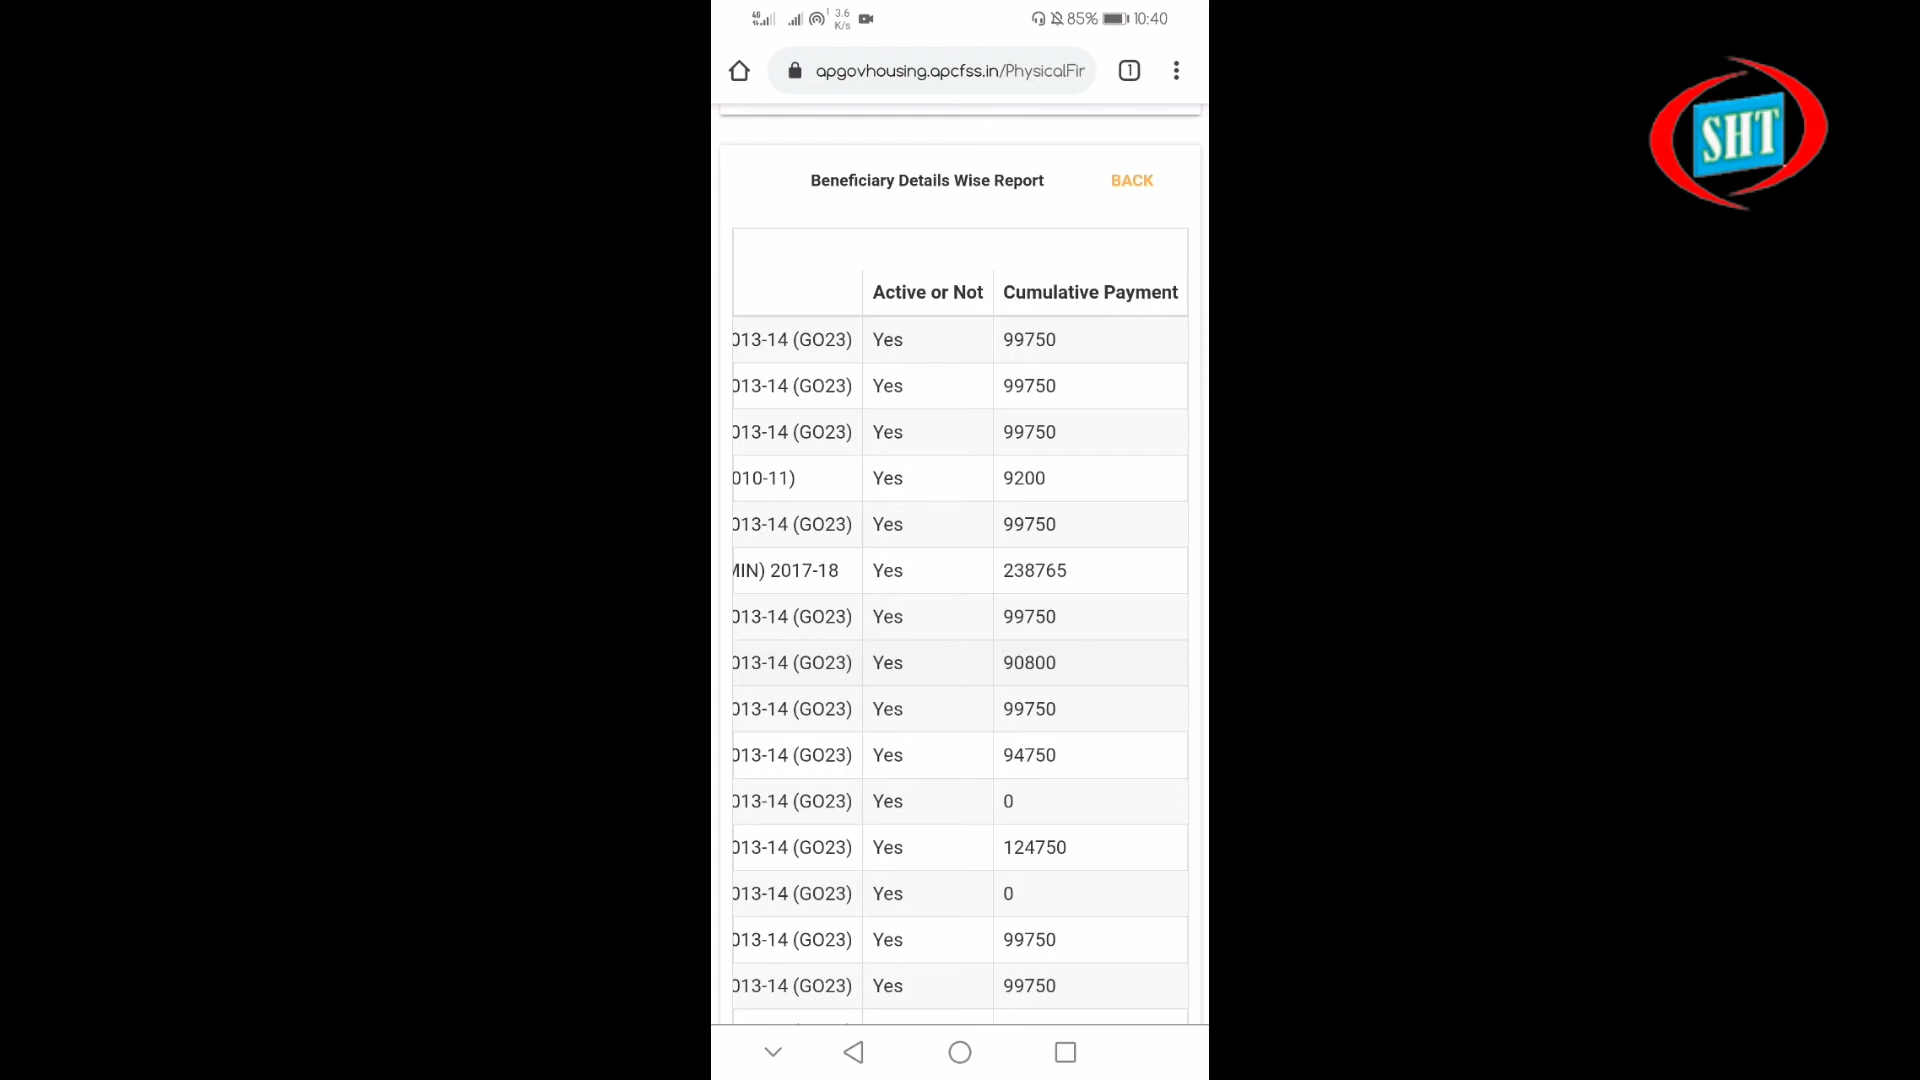 4G 1 3.6 K/s 85% 10:40
apgovhousing.apcfss.in/PhysicalFir 1
SHT
Beneficiary Details Wise Report BACK
Active or Not Cumulative Payment
013-14 (GO23) Yes 99750
013-14 (GO23) Yes 99750
013-14 (GO23) Yes 99750
010-11) Yes 9200
013-14 (GO23) Yes 99750
MIN) 2017-18 Yes 238765
013-14 (GO23) Yes 99750
013-14 (GO23) Yes 90800
013-14 (GO23) Yes 99750
013-14 (GO23) Yes 94750
013-14 (GO23) Yes 0
013-14 (GO23) Yes 124750
013-14 (GO23) Yes 0
013-14 (GO23) Yes 99750
013-14 (GO23) Yes 99750